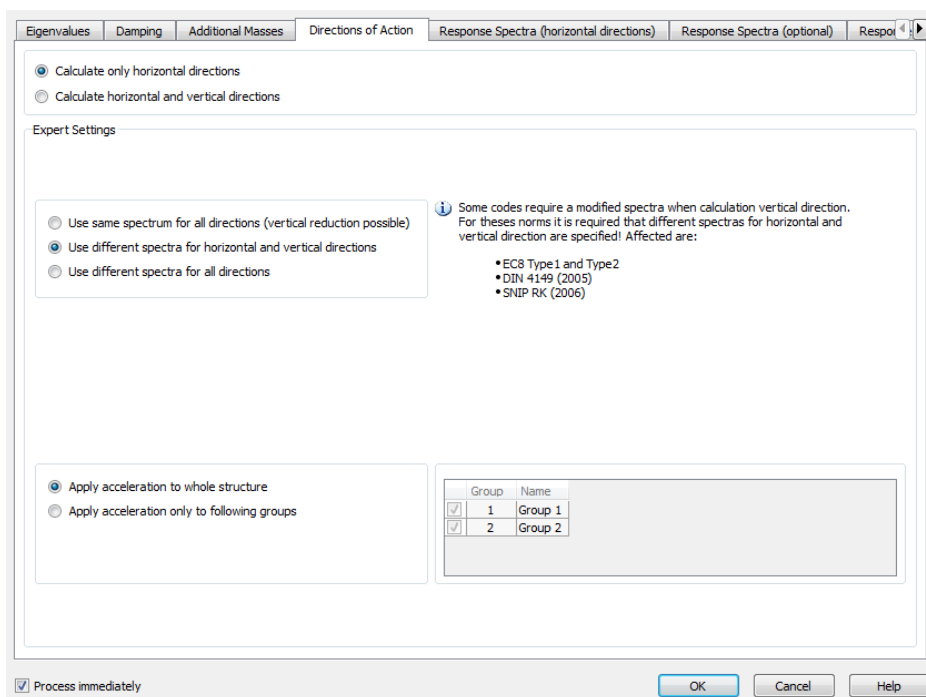 Eigenvalues Damping Additional Masses Directions of Action Response Spectra (horizontal directions) Response Spectra (optional)
Calculate only horizontal directions
Calculate horizontal and vertical directions
Expert Settings
Use same spectrum for all directions (vertical reduction possible)
Use different spectra for horizontal and vertical directions
Use different spectra for all directions
Some codes require a modified spectra when calculation vertical direction.
For theses norms it is required that different spectras for horizontal and
vertical direction are specified! Affected are:
• EC8 Type1 and Type2
• DIN 4149 (2005)
• SNIP RK (2006)
Apply acceleration to whole structure
Apply acceleration only to following groups
Group Name
1 Group 1
2 Group 2
Process immediately
OK Cancel Help